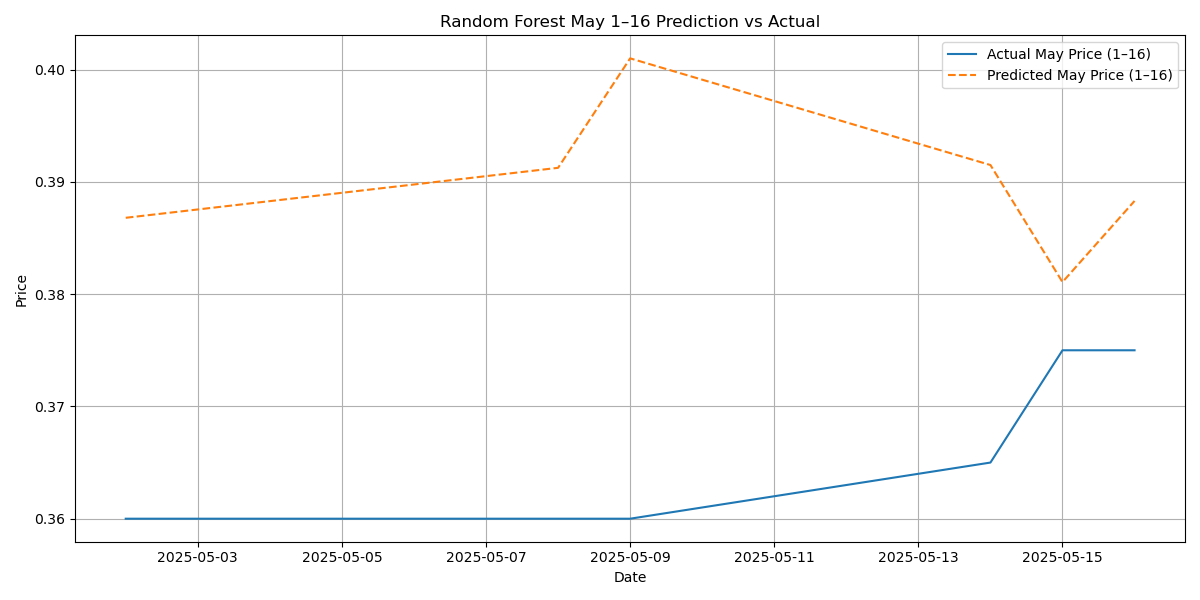 Random Forest May 1–16 Prediction vs Actual
Actual May Price (1–16)
Predicted May Price (1–16)
Price
0.40
0.39
0.38
0.37
0.36
2025-05-03
2025-05-05
2025-05-07
2025-05-09
2025-05-11
2025-05-13
2025-05-15
Date